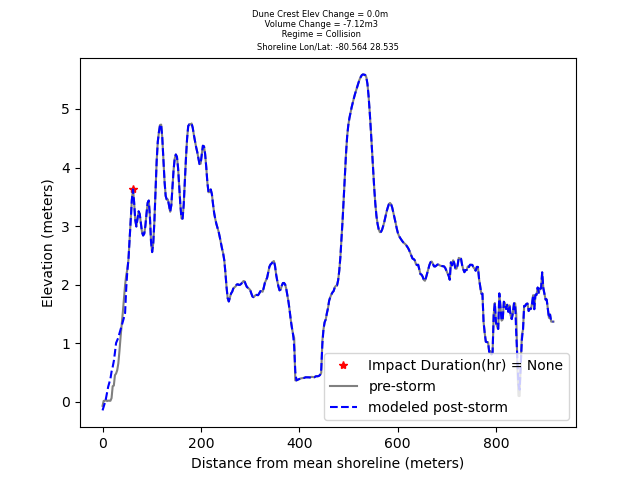 Dune Crest Elev Change = 0.0m
Volume Change = -7.12m3
Regime = Collision
Shoreline Lon/Lat: -80.564 28.535
5
4
3
2
1
0
Elevation (meters)
Impact Duration(hr) = None
pre-storm
modeled post-storm
0 200 400 600 800
Distance from mean shoreline (meters)